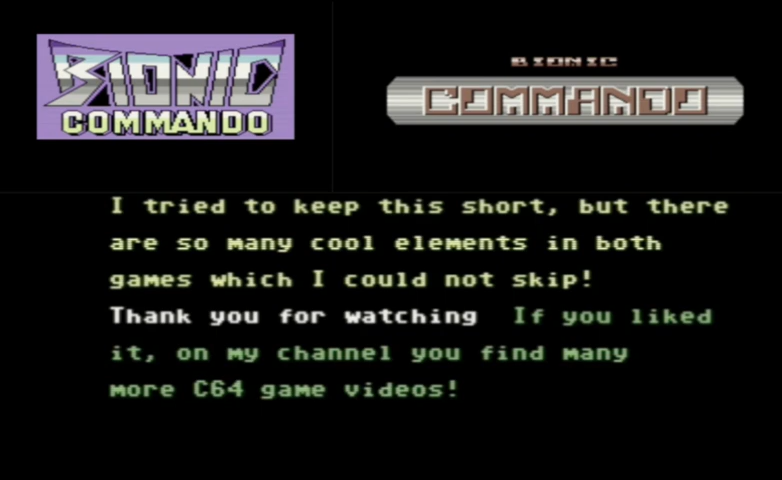 BIONIC
COMMANDO
BIONIC
COMMANDO
I tried to keep this short, but there
are so many cool elements in both
games which I could not skip!
Thank you for watching If you liked
it, on my channel you find many
more C64 game videos!